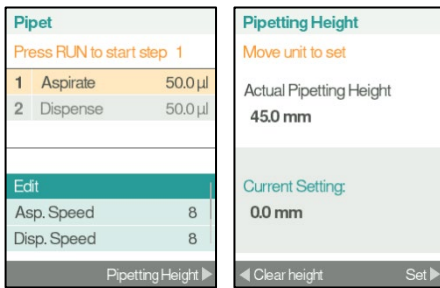 Pipet
Press RUN to start step 1
1 Aspirate 50.0 µl
2 Dispense 50.0 µl
Edit
Asp. Speed 8
Disp. Speed 8
Pipetting Height ▶
Pipetting Height
Move unit to set
Actual Pipetting Height
45.0 mm
Current Setting:
0.0 mm
◀ Clear height Set ▶